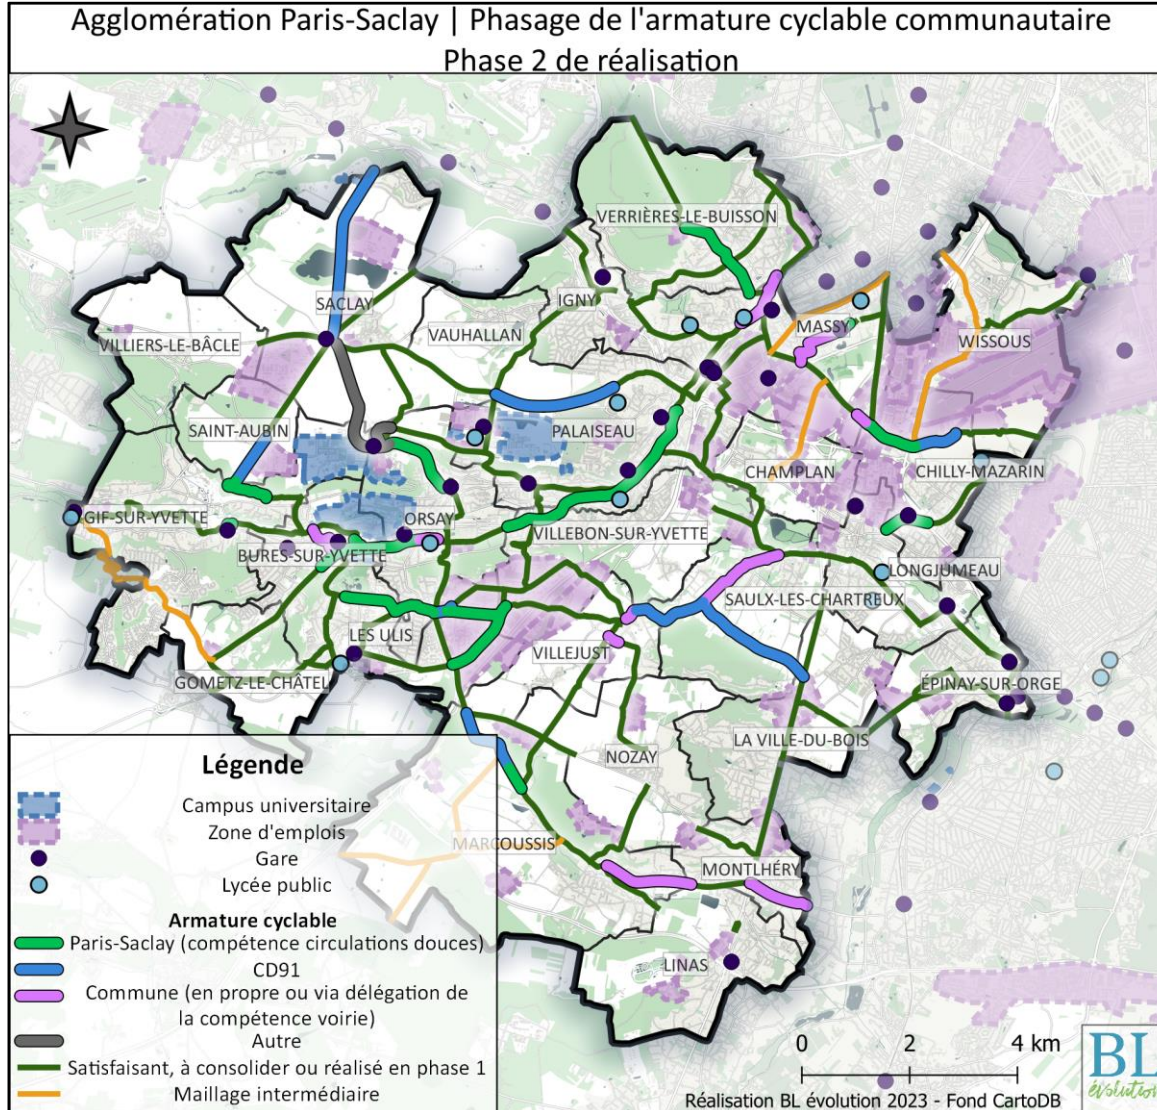 Agglomération Paris-Saclay | Phasage de l'armature cyclable communautaire
Phase 2 de réalisation
VERRIÈRES-LE-BUISSON
IGNY
SACLAY
VAUHALLAN
MASSY
WISSOUS
VILLIERS-LE-BÂCLE
SAINT-AUBIN
PALAISEAU
CHAMPLAN
CHILLY-MAZARIN
GIF-SUR-YVETTE
ORSAY
VILLEBON-SUR-YVETTE
BURES-SUR-YVETTE
LONGJUMEAU
SAULX-LES-CHARTREUX
LES ULIS
VILLEJUST
GOMETZ-LE-CHÂTEL
ÉPINAY-SUR-ORGE
LA VILLE-DU-BOIS
NOZAY
MARCOUSSIS
MONTLHÉRY
LINAS
Légende
Campus universitaire
Zone d'emplois
Gare
Lycée public
Armature cyclable
Paris-Saclay (compétence circulations douces)
CD91
Commune (en propre ou via délégation de
la compétence voirie)
Autre
Satisfaisant, à consolider ou réalisé en phase 1
Maillage intermédiaire
0 2 4 km
Réalisation BL évolution 2023 - Fond CartoDB
BL
évolution